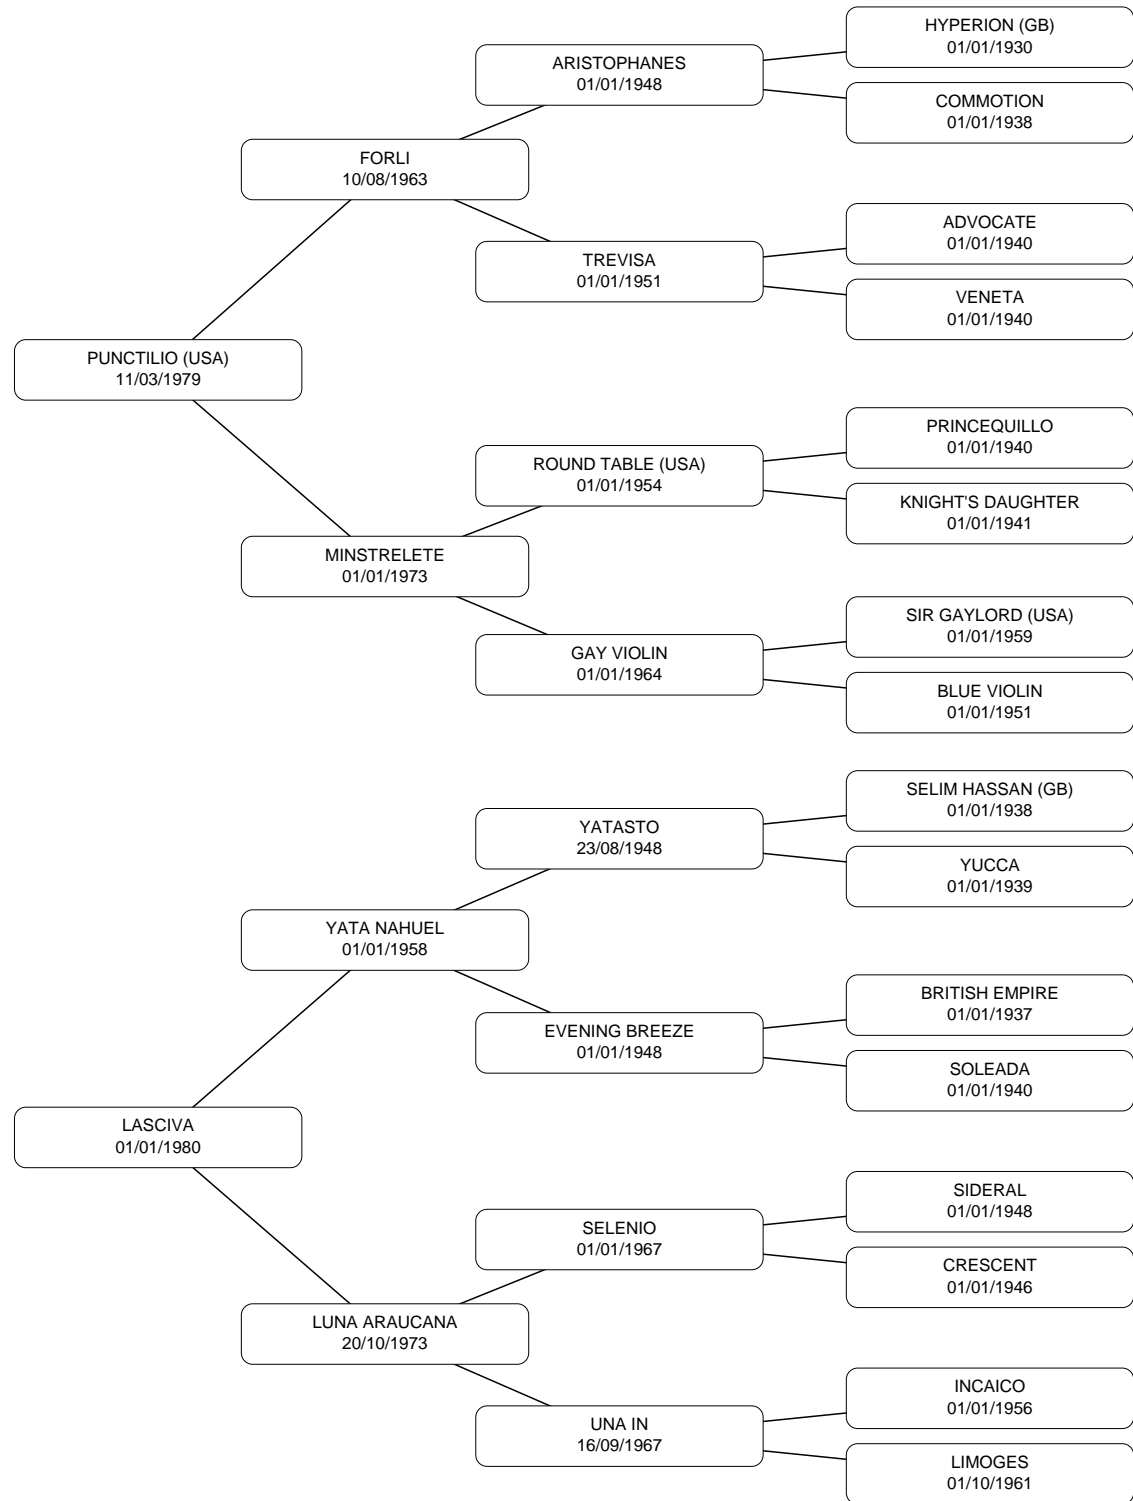 HYPERION (GB)
01/01/1930
ARISTOPHANES
01/01/1948
COMMOTION
01/01/1938
FORLI
10/08/1963
ADVOCATE
01/01/1940
TREVISA
01/01/1951
VENETA
01/01/1940
PUNCTILIO (USA)
11/03/1979
PRINCEQUILLO
01/01/1940
ROUND TABLE (USA)
01/01/1954
KNIGHT'S DAUGHTER
01/01/1941
MINSTRELETE
01/01/1973
SIR GAYLORD (USA)
01/01/1959
GAY VIOLIN
01/01/1964
BLUE VIOLIN
01/01/1951
SELIM HASSAN (GB)
01/01/1938
YATASTO
23/08/1948
YUCCA
01/01/1939
YATA NAHUEL
01/01/1958
BRITISH EMPIRE
01/01/1937
EVENING BREEZE
01/01/1948
SOLEADA
01/01/1940
LASCIVA
01/01/1980
SIDERAL
01/01/1948
SELENIO
01/01/1967
CRESCENT
01/01/1946
LUNA ARAUCANA
20/10/1973
INCAICO
01/01/1956
UNA IN
16/09/1967
LIMOGES
01/10/1961